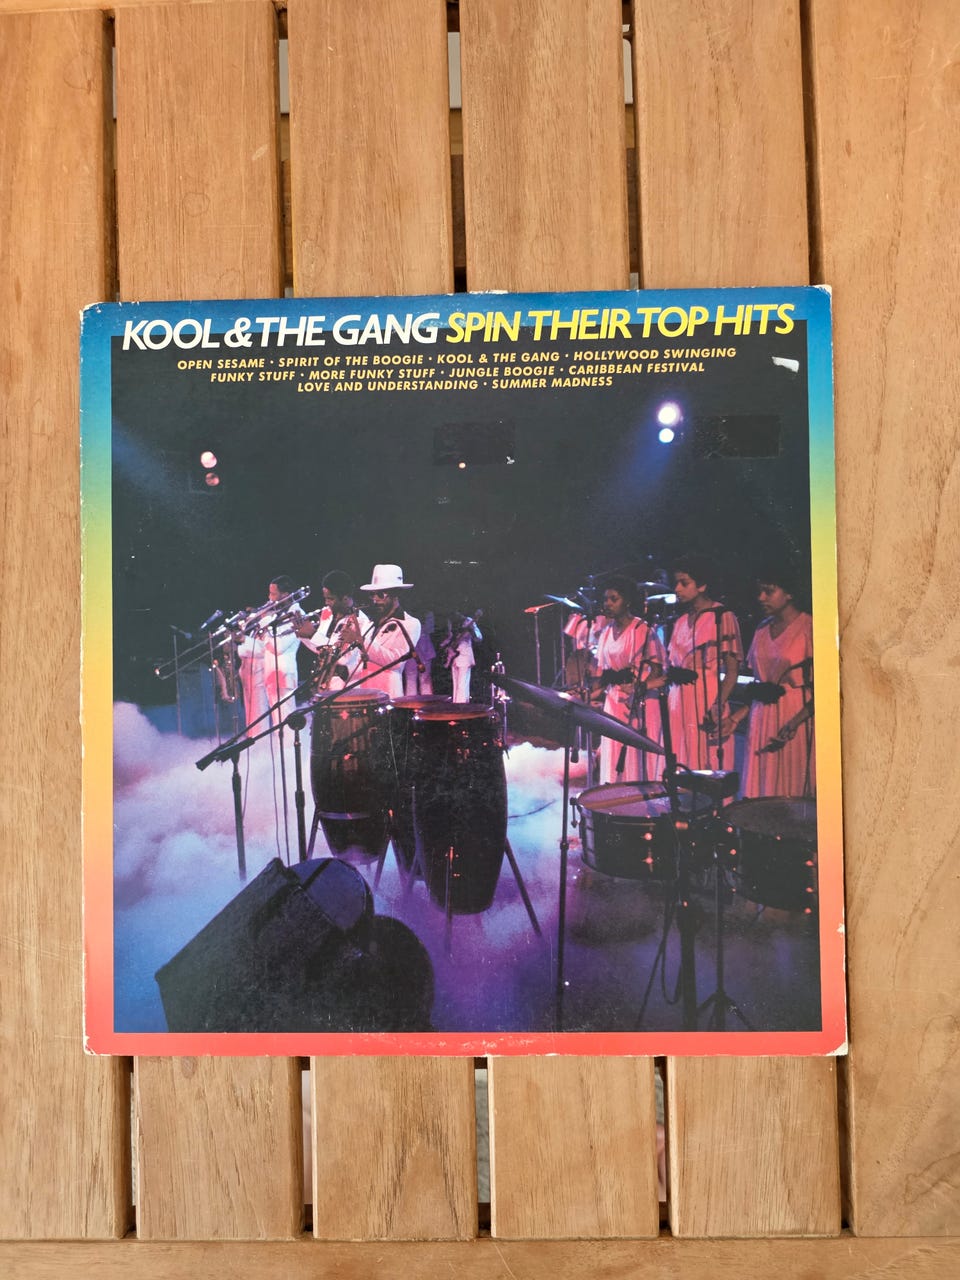 KOOL & THE GANG SPIN THEIR TOP HITS
OPEN SESAME · SPIRIT OF THE BOOGIE · KOOL & THE GANG · HOLLYWOOD SWINGING
FUNKY STUFF · MORE FUNKY STUFF · JUNGLE BOOGIE · CARIBBEAN FESTIVAL
LOVE AND UNDERSTANDING · SUMMER MADNESS